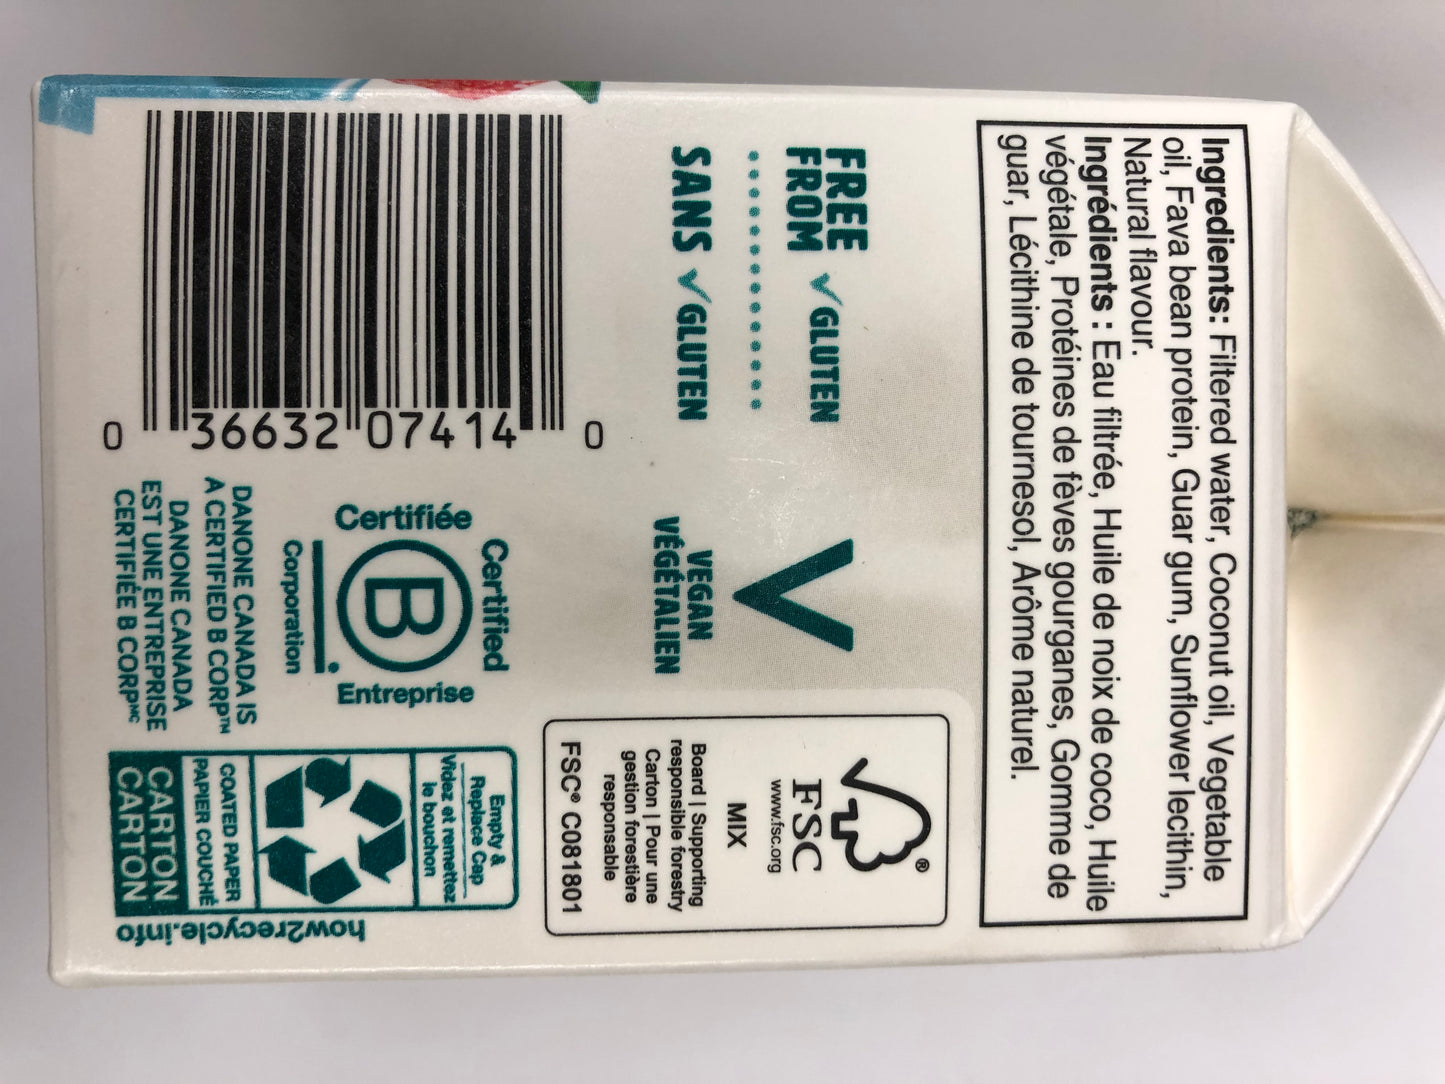 Ingredients: Filtered water, Coconut oil, Vegetable
oil, Fava bean protein, Guar gum, Sunflower lecithin,
Natural flavour.
Ingrédients : Eau filtrée, Huile de noix de coco, Huile
végétale, Protéines de fèves gourganes, Gomme de
guar, Lécithine de tournesol, Arôme naturel.
FREE
FROM
GLUTEN
SANS
GLUTEN
V
VEGAN
VÉGÉTALIEN
®
FSC
www.fsc.org
MIX
Board | Supporting
responsible forestry
Carton | Pour une
gestion forestière
responsable
FSC® C081801
0 36632 07414 0
Certified
Certifiée
B
Corporation
Entreprise
DANONE CANADA IS
A CERTIFIED B CORP™
DANONE CANADA
EST UNE ENTREPRISE
CERTIFIÉE B CORPMC
Empty &
Replace Cap
Videz et remettez
le bouchon
COATED PAPER
PAPIER COUCHÉ
CARTON
CARTON
how2recycle.info